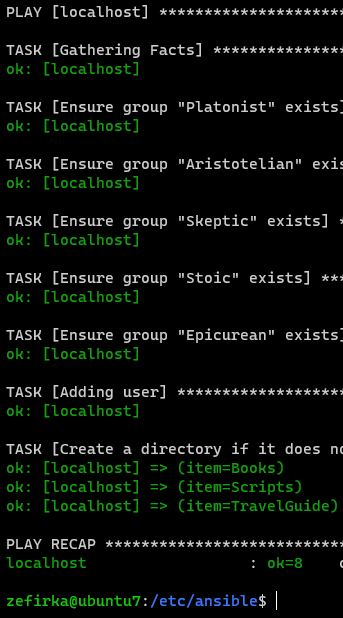 PLAY [localhost] ********************
TASK [Gathering Facts] **************
ok: [localhost]
TASK [Ensure group "Platonist" exists]
ok: [localhost]
TASK [Ensure group "Aristotelian" exis
ok: [localhost]
TASK [Ensure group "Skeptic" exists] *
ok: [localhost]
TASK [Ensure group "Stoic" exists] ***
ok: [localhost]
TASK [Ensure group "Epicurean" exists]
ok: [localhost]
TASK [Adding user] ******************
ok: [localhost]
TASK [Create a directory if it does no
ok: [localhost] => (item=Books)
ok: [localhost] => (item=Scripts)
ok: [localhost] => (item=TravelGuide)
PLAY RECAP **************************
localhost                  : ok=8    c
zefirka@ubuntu7:/etc/ansible$